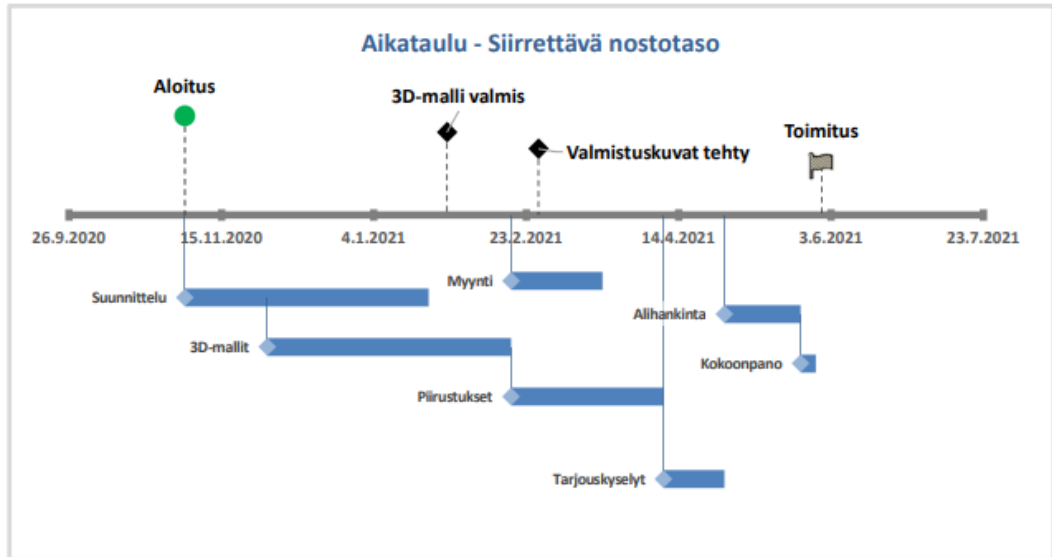 Aikataulu - Siirrettävä nostotaso
Aloitus
3D-malli valmis
Valmistuskuvat tehty
Toimitus
26.9.2020 15.11.2020 4.1.2021 23.2.2021 14.4.2021 3.6.2021 23.7.2021
Myynti
Suunnittelu
Alihankinta
3D-mallit
Kokoonpano
Piirustukset
Tarjouskyselyt